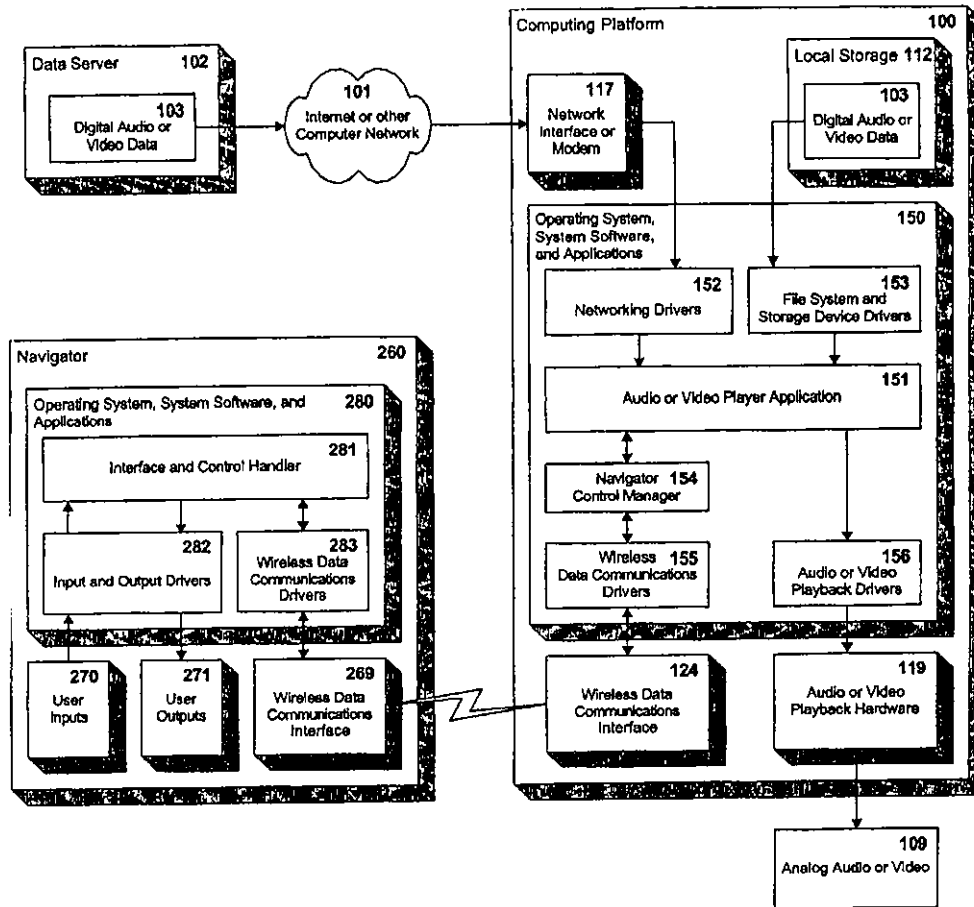 Computing Platform 100
Data Server 102
103
Digital Audio or
Video Data
101
Internet or other
Computer Network
117
Network
Interface or
Modem
Local Storage 112
103
Digital Audio or
Video Data
Operating System, 150
System Software,
and Applications
152
Networking Drivers
153
File System and
Storage Device Drivers
151
Audio or Video Player Application
Navigator 260
Operating System, System Software, and 280
Applications
281
Interface and Control Handler
282
Input and Output Drivers
283
Wireless Data
Communications
Drivers
Navigator 154
Control Manager
Wireless 155
Data Communications
Drivers
156
Audio or Video
Playback Drivers
270
User
Inputs
271
User
Outputs
269
Wireless Data
Communications
Interface
124
Wireless Data
Communications
Interface
119
Audio or Video
Playback Hardware
109
Analog Audio or Video